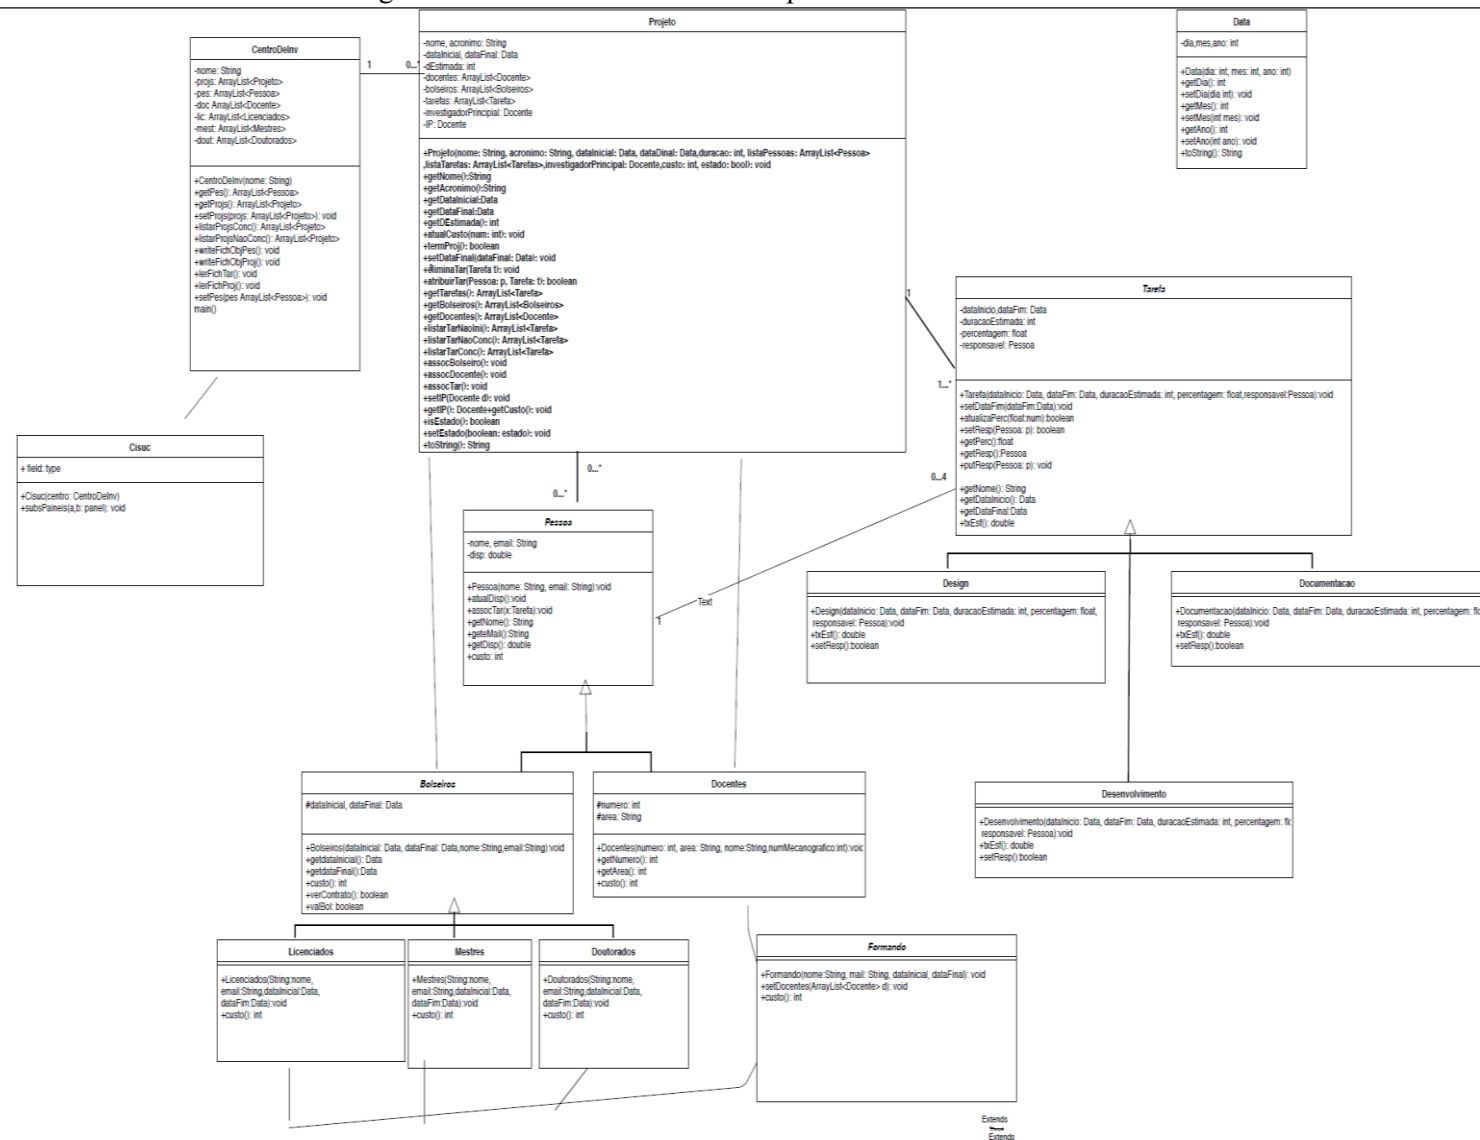 Projeto
-nome, acronimo: String
-dataInicial, dataFinal: Data
-dEstimada: int
-docentes: ArrayList<Docente>
-bolseiros: ArrayList<Bolseiros>
-tarefas: ArrayList<Tarefa>
-investigadorPrincipial: Docente
-IP: Docente
+Projeto(nome: String, acronimo: String, dataInicial: Data, dataDinal: Data,duracao: int, listaPessoas: ArrayList<Pessoa>
,listaTarefas: ArrayList<Tarefas>,investigadorPrincipal: Docente,custo: int, estado: bool): void
+getNome():String
+getAcronimo():String
+getDataInicial:Data
+getDataFinal:Data
+getDEstimada(): int
+atualCusto(num: int): void
+termProj(): boolean
+setDataFinal(dataFinal: Data): void
+eliminaTar(Tarefa t): void
+atribuirTar(Pessoa: p, Tarefa: t): boolean
+getTarefas(): ArrayList<Tarefa>
+getBolseiros(): ArrayList<Bolseiros>
+getDocentes(): ArrayList<Docente>
+listarTarNaoIni(): ArrayList<Tarefa>
+listarTarNaoConc(): ArrayList<Tarefa>
+listarTarConc(): ArrayList<Tarefa>
+assocBolseiro(): void
+assocDocente(): void
+assocTar(): void
+setIP(Docente d): void
+getIP(): Docente+getCusto(): void
+isEstado(): boolean
+setEstado(boolean: estado): void
+toString(): String
CentroDeInv
-nome: String
-projs: ArrayList<Projeto>
-pes: ArrayList<Pessoa>
-doc ArrayList<Docente>
-lic: ArrayList<Licenciados>
-mest: ArrayList<Mestres>
-dout: ArrayList<Doutorados>
+CentroDeInv(nome: String)
+getPes(): ArrayList<Pessoa>
+getProjs(): ArrayList<Projeto>
+setProjs(projs: ArrayList<Projeto>): void
+listarProjsConc(): ArrayList<Projeto>
+listarProjsNaoConc(): ArrayList<Projeto>
+writeFichObjPes(): void
+writeFichObjProj(): void
+lerFichTar(): void
+lerFichProj(): void
+setPes(pes ArrayList<Pessoa>): void
main()
1
0...*
Data
-dia,mes,ano: int
+Data(dia: int, mes: int, ano: int)
+getDia(): int
+setDia(dia int): void
+getMes(): int
+setMes(int mes): void
+getAno(): int
+setAno(int ano): void
+toString(): String
1
1...*
Tarefa
-dataInicio,dataFim: Data
-duracaoEstimada: int
-percentagem: float
-responsavel: Pessoa
+Tarefa(dataInicio: Data, dataFim: Data, duracaoEstimada: int, percentagem: float,responsavel:Pessoa):void
+setDataFim(dataFim:Data):void
+atualizaPerc(float:num):boolean
+setResp(Pessoa: p): boolean
+getPerc():float
+getResp():Pessoa
+putResp(Pessoa: p): void
+getNome(): String
+getDataInicio(): Data
+getDataFinal:Data
+txEsf(): double
Cisuc
+ field: type
+Cisuc(centro: CentroDeInv)
+subsPaineis(a,b: panel): void
0...*
0...*
0...4
Pessoa
-nome, email: String
-disp: double
+Pessoa(nome: String, email: String):void
+atualDisp():void
+assocTar(x:Tarefa):void
+getNome(): String
+geteMail():String
+getDisp(): double
+custo: int
Text
1
Design
+Design(dataInicio: Data, dataFim: Data, duracaoEstimada: int, percentagem: float,
responsavel: Pessoa):void
+txEsf(): double
+setResp():boolean
Documentacao
+Documentacao(dataInicio: Data, dataFim: Data, duracaoEstimada: int, percentagem: flo
responsavel: Pessoa):void
+txEsf(): double
+setResp():boolean
Bolseiros
#dataInicial, dataFinal: Data
+Bolseiros(dataInicial: Data, dataFinal: Data,nome:String,email:String):void
+getdataInicial(): Data
+getdataFinal():Data
+custo(): int
+verContrato(): boolean
+valBol: boolean
Docentes
#numero: int
#area: String
+Docentes(numero: int, area: String, nome:String,numMecanografico:int):void
+getNumero(): int
+getArea(): int
+custo(): int
Desenvolvimento
+Desenvolvimento(dataInicio: Data, dataFim: Data, duracaoEstimada: int, percentagem: flo
responsavel: Pessoa):void
+txEsf(): double
+setResp():boolean
Licenciados
+Licenciados(String:nome,
email:String,dataInicial:Data,
dataFim:Data):void
+custo(): int
Mestres
+Mestres(String:nome,
email:String,dataInicial:Data,
dataFim:Data):void
+custo(): int
Doutorados
+Doutorados(String:nome,
email:String,dataInicial:Data,
dataFim:Data):void
+custo(): int
Formando
+Formando(nome:String, mail: String, dataInicial, dataFinal): void
+setDocentes(ArrayList<Docente> d): void
+custo(): int
Extends
Extends